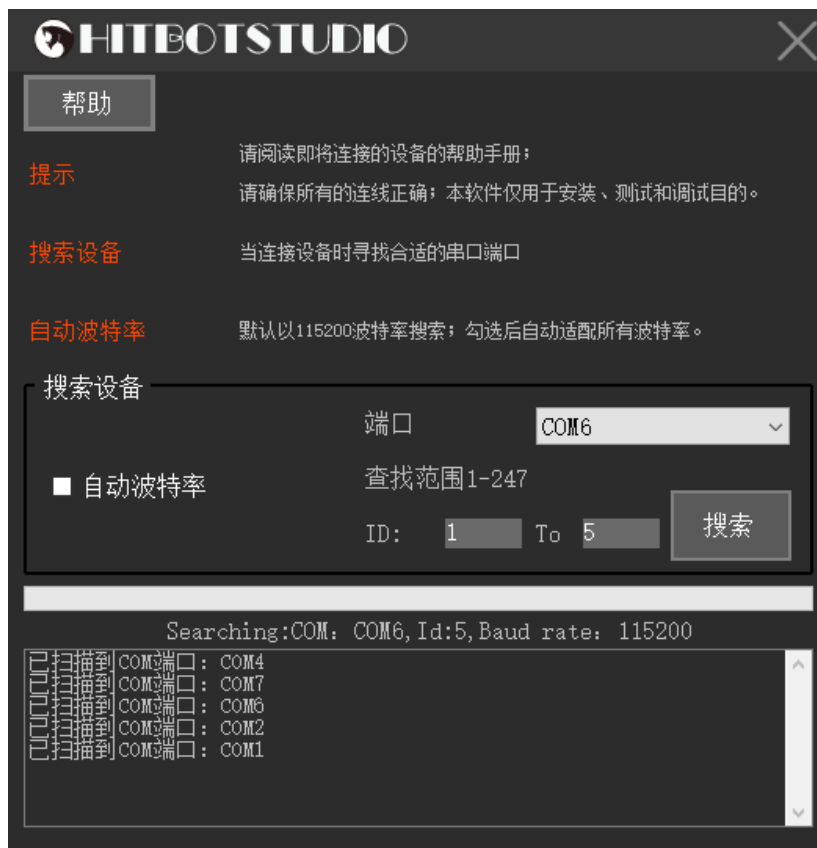 HITBOTSTUDIO
帮助
提示
请阅读即将连接的设备的帮助手册；
请确保所有的连线正确；本软件仅用于安装、测试和调试目的。
搜索设备
当连接设备时寻找合适的串口端口
自动波特率
默认以115200波特率搜索；勾选后自动适配所有波特率。
搜索设备
端口
COM6
自动波特率
查找范围1-247
ID: 1 To 5
搜索
Searching:COM: COM6,Id:5,Baud rate: 115200
已扫描到COM端口: COM4
已扫描到COM端口: COM7
已扫描到COM端口: COM6
已扫描到COM端口: COM2
已扫描到COM端口: COM1